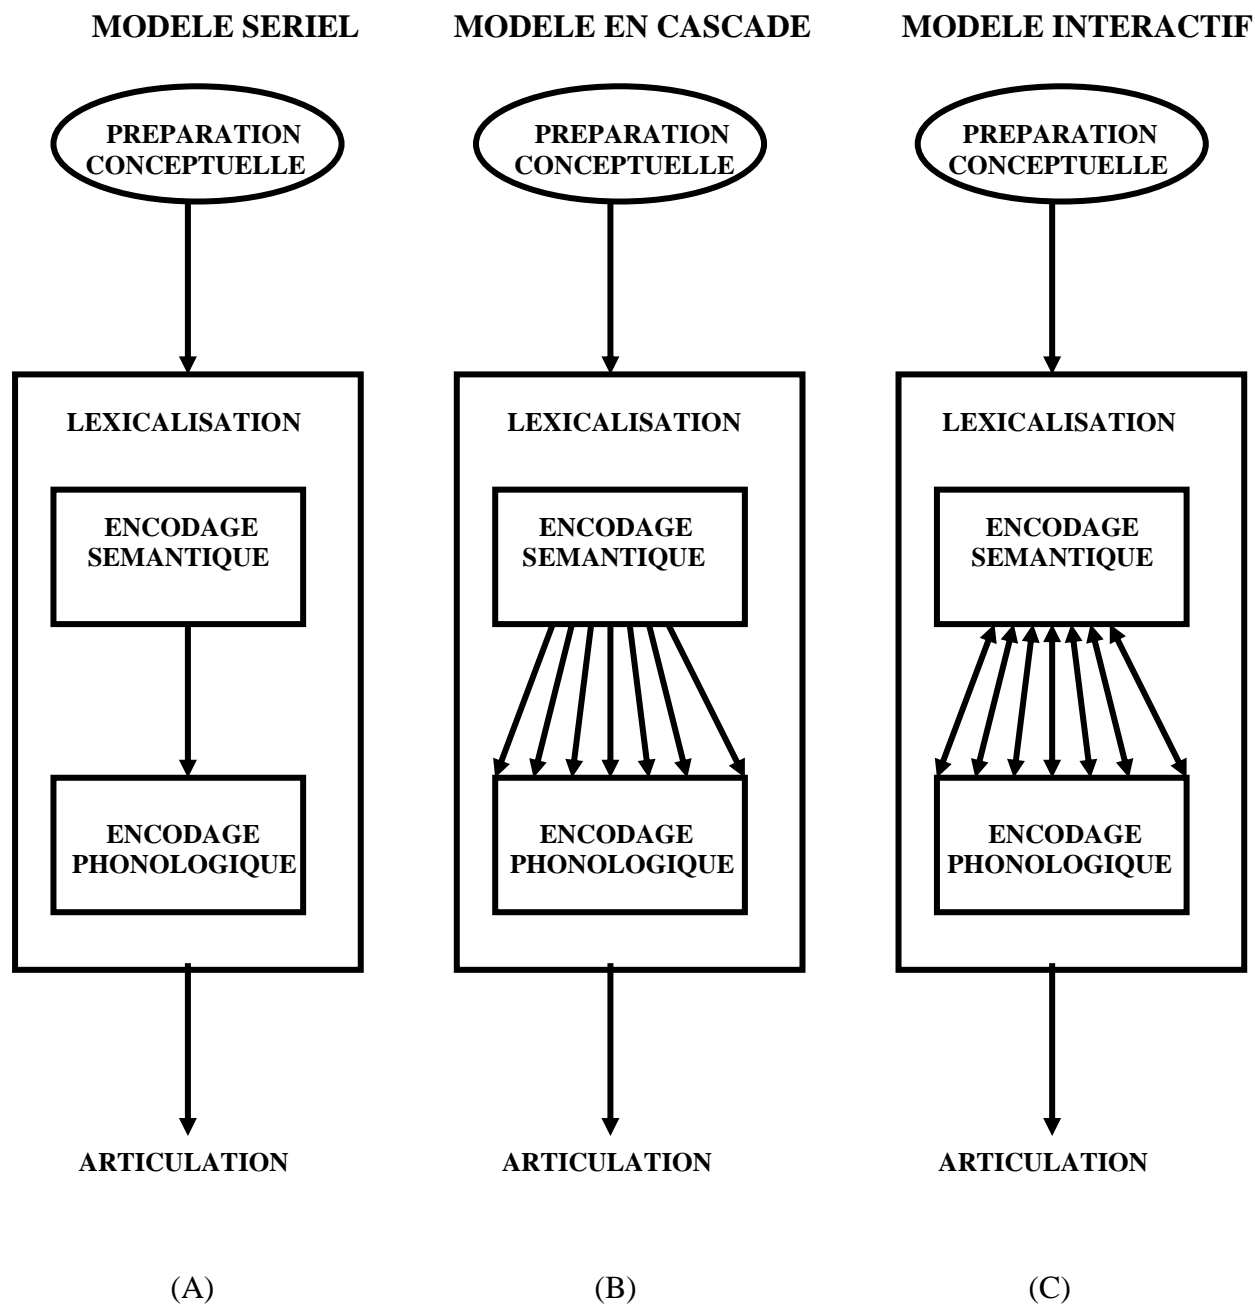 MODELE SERIEL
MODELE EN CASCADE
MODELE INTERACTIF
PREPARATION
CONCEPTUELLE
PREPARATION
CONCEPTUELLE
PREPARATION
CONCEPTUELLE
LEXICALISATION
LEXICALISATION
LEXICALISATION
ENCODAGE
SEMANTIQUE
ENCODAGE
SEMANTIQUE
ENCODAGE
SEMANTIQUE
ENCODAGE
PHONOLOGIQUE
ENCODAGE
PHONOLOGIQUE
ENCODAGE
PHONOLOGIQUE
ARTICULATION
ARTICULATION
ARTICULATION
(A)
(B)
(C)